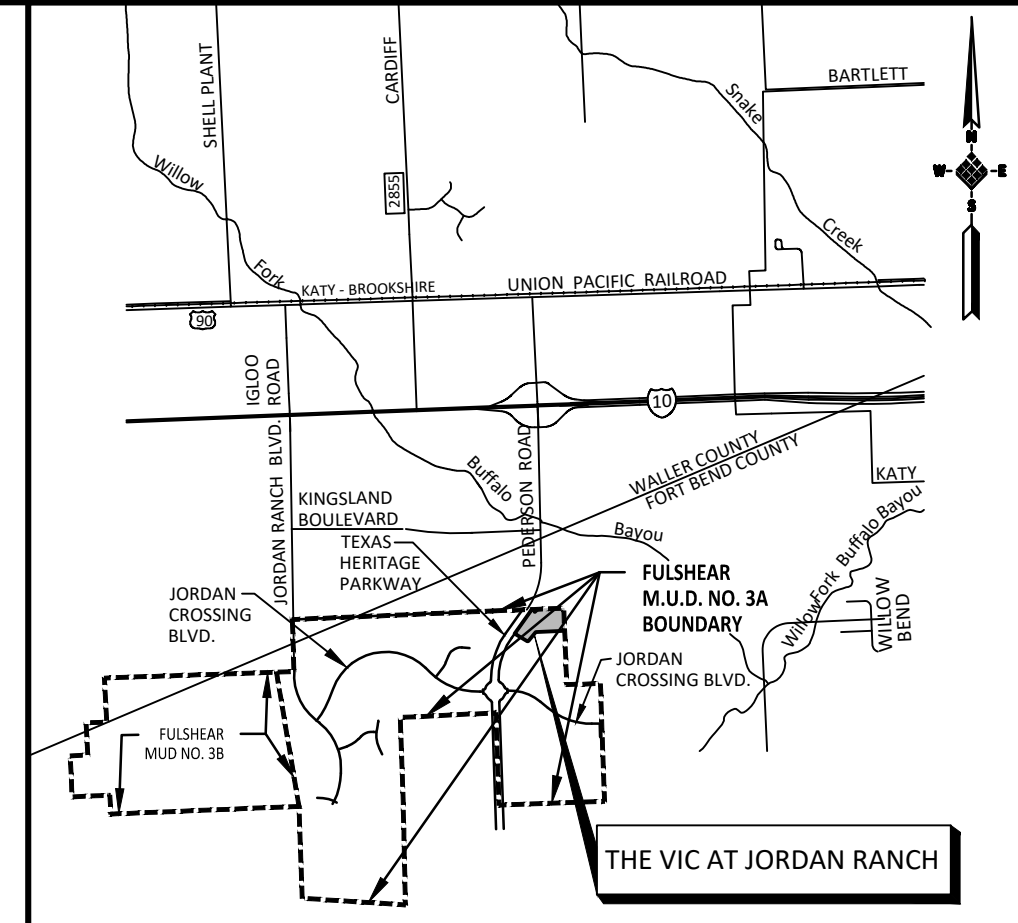 SHELL PLANT
CARDIFF
2855
Snake
BARTLETT
N
W
E
S
Willow
Creek
Fork
KATY - BROOKSHIRE
UNION PACIFIC RAILROAD
90
IGLOO
ROAD
10
JORDAN RANCH BLVD.
KINGSLAND
BOULEVARD
Buffalo
PEDERSON ROAD
WALLER COUNTY
FORT BEND COUNTY
KATY
Bayou
TEXAS
HERITAGE
PARKWAY
JORDAN
CROSSING
BLVD.
FULSHEAR
M.U.D. NO. 3A
BOUNDARY
Willow Fork Buffalo Bayou
WILLOW
BEND
JORDAN
CROSSING BLVD.
FULSHEAR
MUD NO. 3B
THE VIC AT JORDAN RANCH